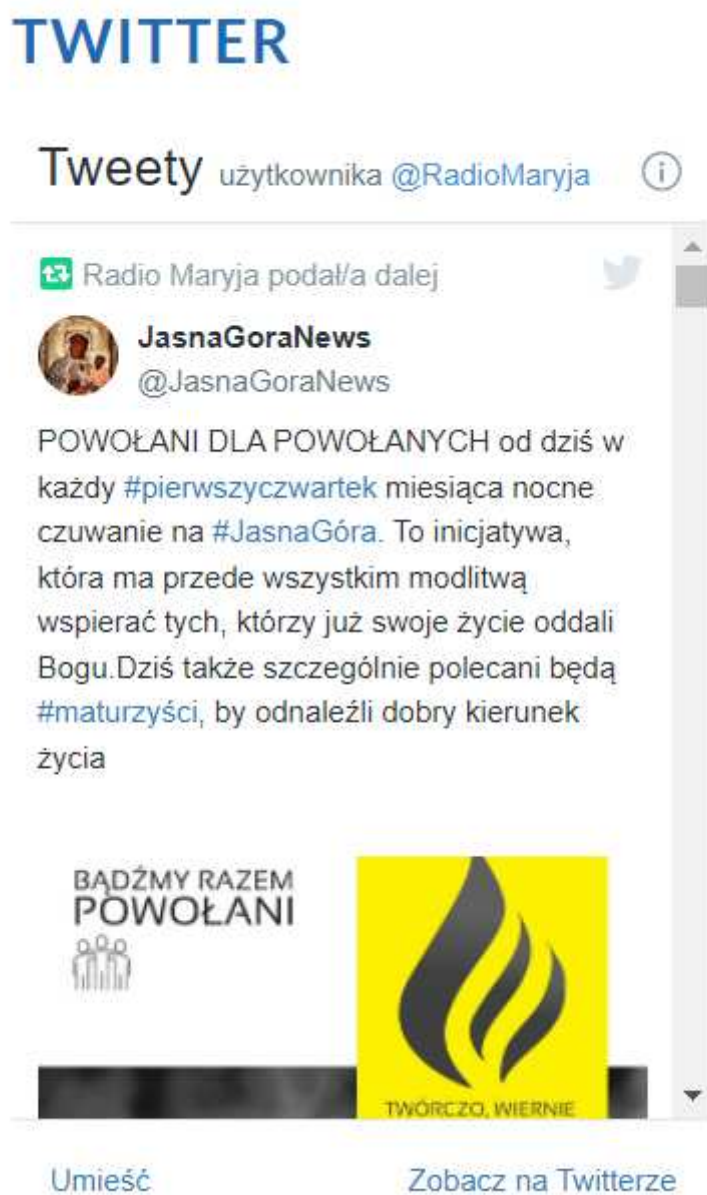 TWITTER
Tweety użytkownika @RadioMaryja
Radio Maryja podał/a dalej
JasnaGoraNews
@JasnaGoraNews
POWOŁANI DLA POWOŁANYCH od dziś w
każdy #pierwszyczwartek miesiąca nocne
czuwanie na #JasnaGóra. To inicjatywa,
która ma przede wszystkim modlitwą
wspierać tych, którzy już swoje życie oddali
Bogu.Dziś także szczególnie polecani będą
#maturzyści, by odnaleźli dobry kierunek
życia
BĄDŹMY RAZEM
POWOŁANI
TWÓRCZO, WIERNIE
Umieść
Zobacz na Twitterze